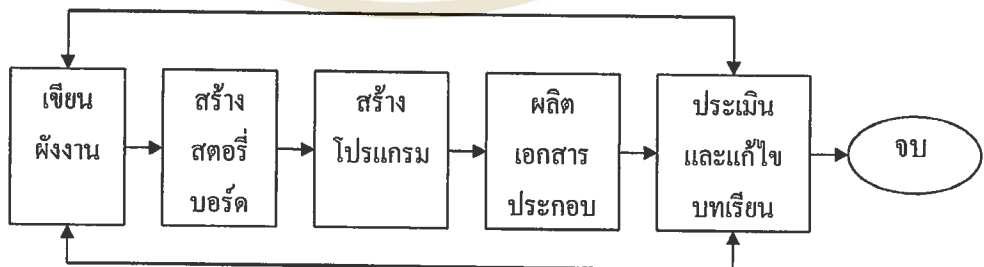 เขียน
ผังงาน
สร้าง
สตอรี่
บอร์ด
สร้าง
โปรแกรม
ผลิต
เอกสาร
ประกอบ
ประเมิน
และแก้ไข
บทเรียน
จบ